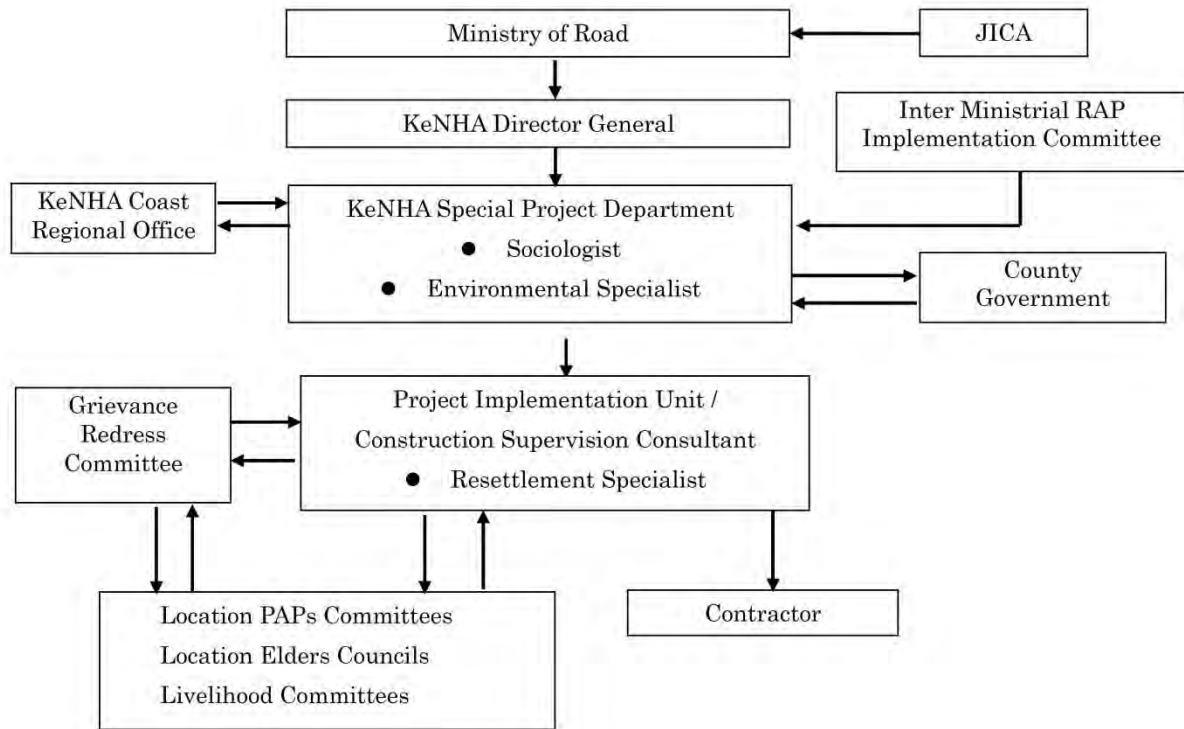 Ministry of Road
JICA
KeNHA Director General
Inter Ministrial RAP
Implementation Committee
KeNHA Coast
Regional Office
KeNHA Special Project Department
● Sociologist
● Environmental Specialist
County
Government
Grievance
Redress
Committee
Project Implementation Unit /
Construction Supervision Consultant
● Resettlement Specialist
Location PAPs Committees
Location Elders Councils
Livelihood Committees
Contractor